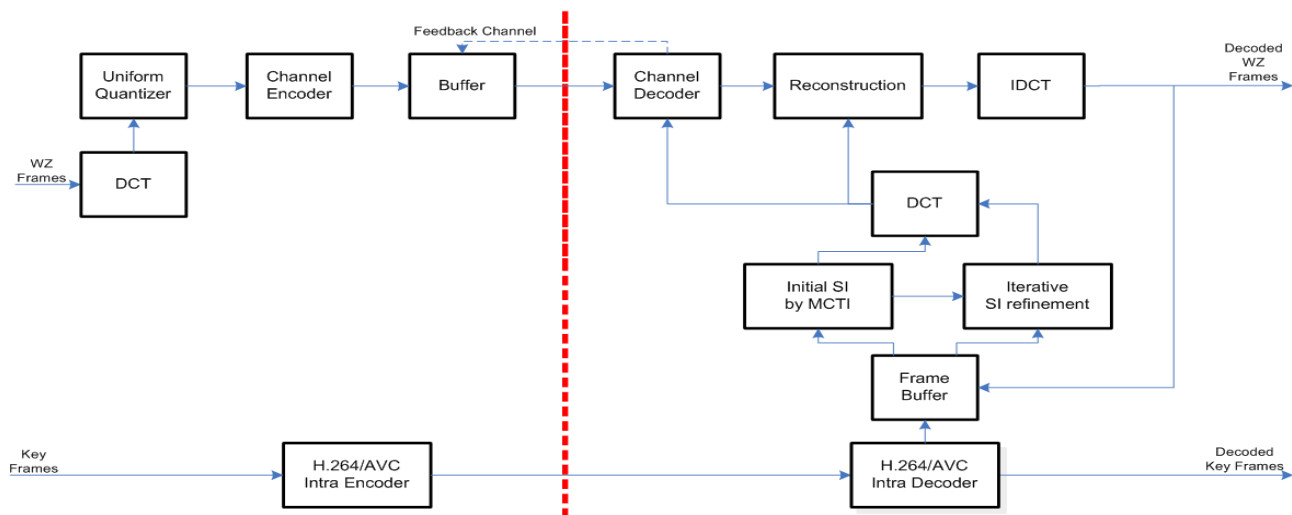 Feedback Channel
Decoded
WZ
Frames
Uniform
Quantizer
Channel
Encoder
Buffer
Channel
Decoder
Reconstruction
IDCT
WZ
Frames
DCT
DCT
Initial SI
by MCTI
Iterative
SI refinement
Frame
Buffer
Key
Frames
H.264/AVC
Intra Encoder
H.264/AVC
Intra Decoder
Decoded
Key Frames